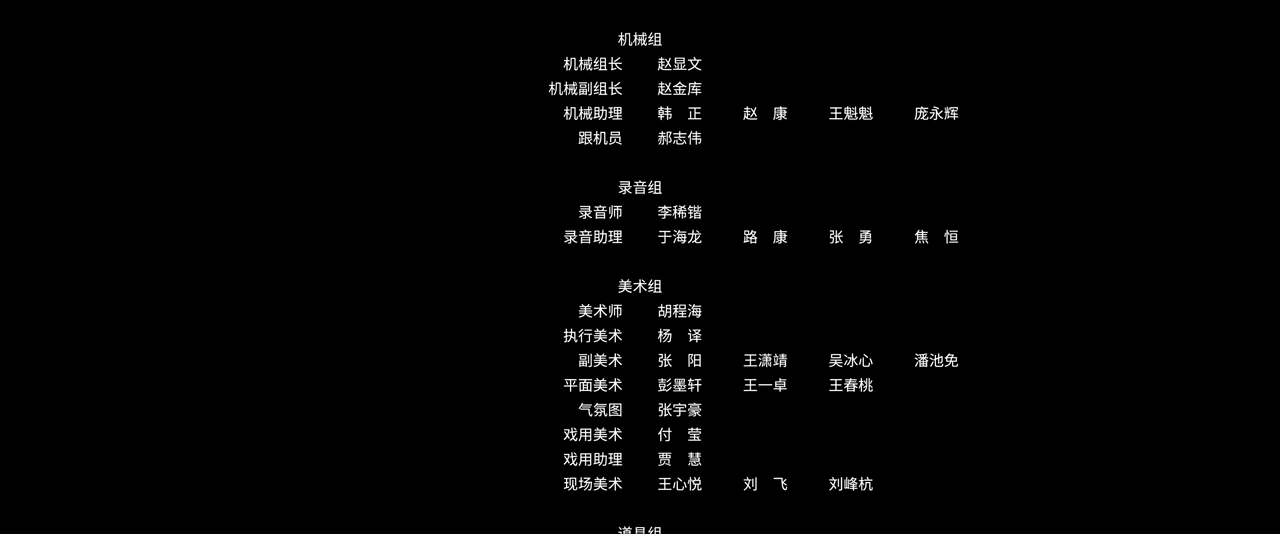 机械组
机械组长 赵显文
机械副组长 赵金库
机械助理 韩 正 赵 康 王魁魁 庞永辉
跟机员 郝志伟
录音组
录音师 李稀锴
录音助理 于海龙 路 康 张 勇 焦 恒
美术组
美术师 胡程海
执行美术 杨 译
副美术 张 阳 王潇靖 吴冰心 潘池免
平面美术 彭墨轩 王一卓 王春桃
气氛图 张宇豪
戏用美术 付 莹
戏用助理 贾 慧
现场美术 王心悦 刘 飞 刘峰杭
道具组